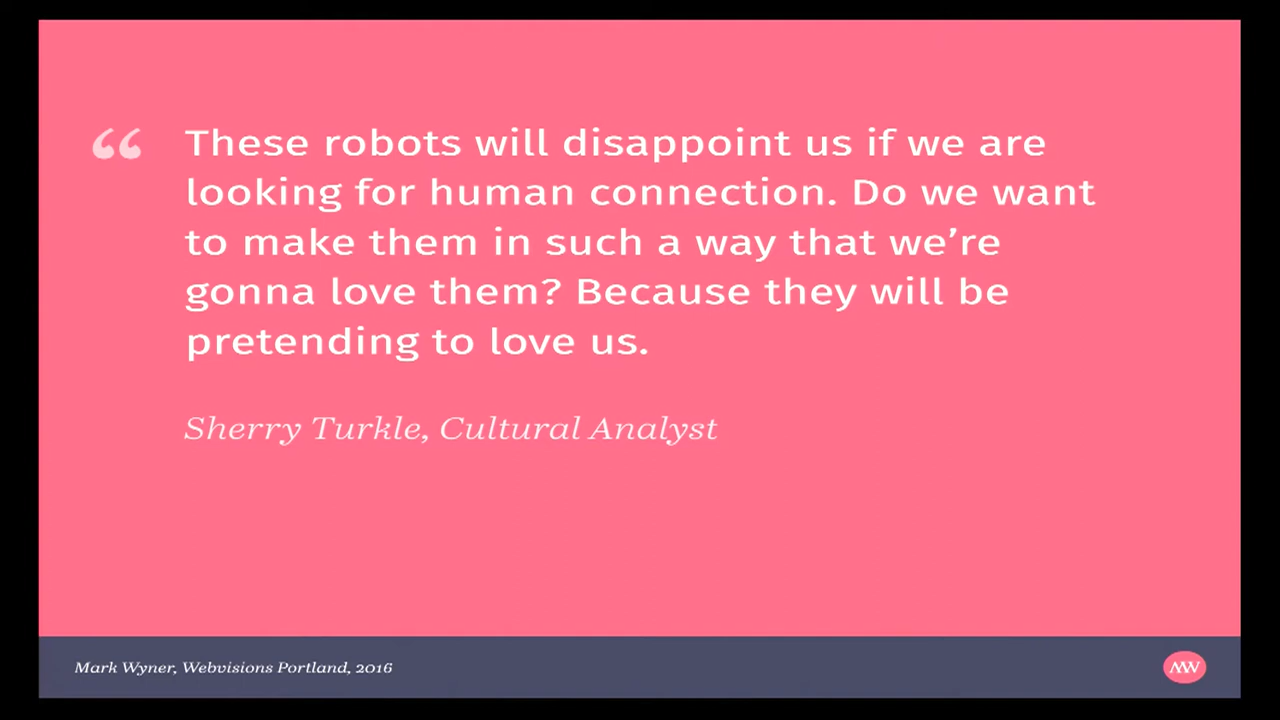 “ These robots will disappoint us if we are
looking for human connection. Do we want
to make them in such a way that we’re
gonna love them? Because they will be
pretending to love us.
Sherry Turkle, Cultural Analyst
Mark Wyner, Webvisions Portland, 2016
MW